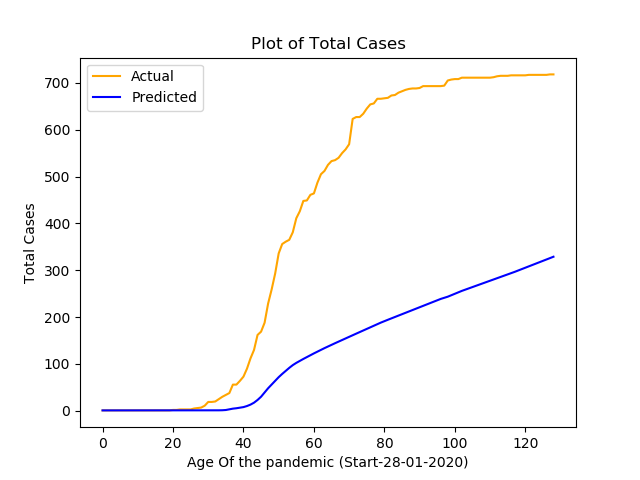 Plot of Total Cases
Actual
Predicted
Total Cases
700
600
500
400
300
200
100
0
0 20 40 60 80 100 120
Age Of the pandemic (Start-28-01-2020)